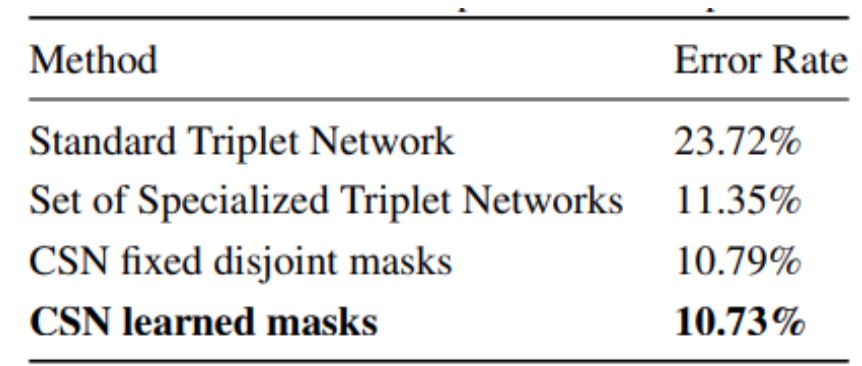 Method Error Rate
Standard Triplet Network 23.72%
Set of Specialized Triplet Networks 11.35%
CSN fixed disjoint masks 10.79%
CSN learned masks 10.73%